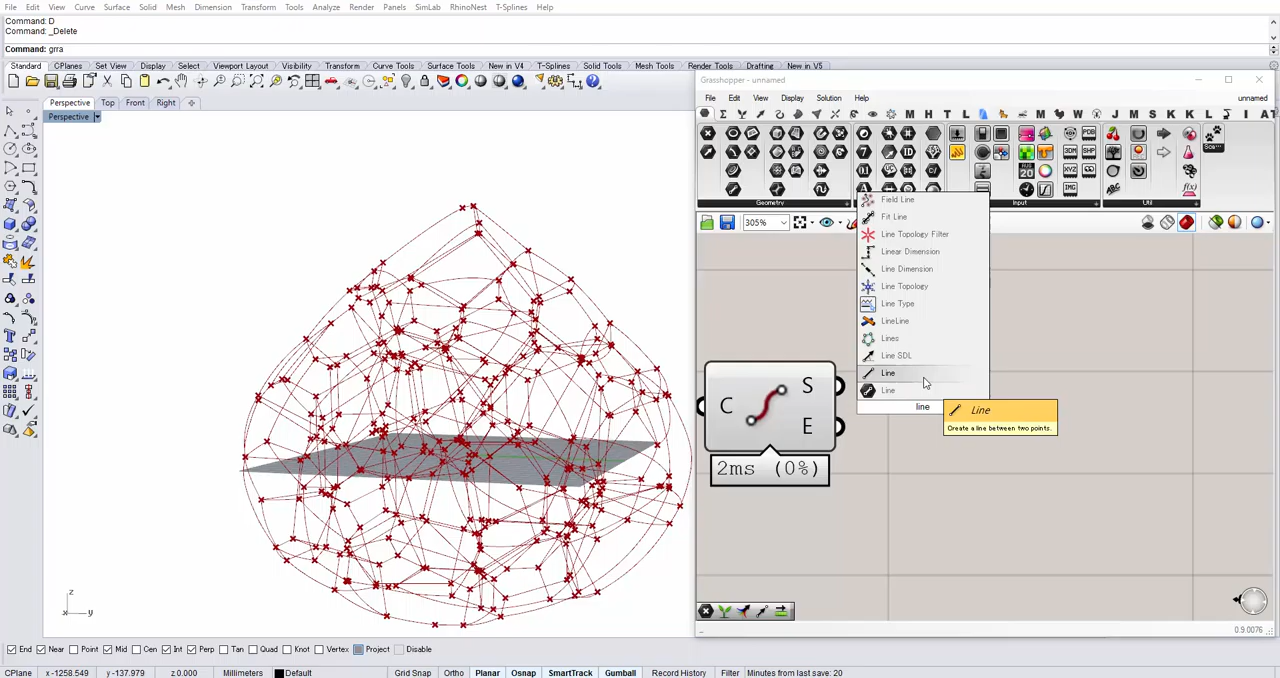 File Edit View Curve Surface Solid Mesh Dimension Transform Tools Analyze Render Panels SimLab RhinoNest T-Splines Help
Command: D
Command: _Delete
Command: grra
Standard CPlanes Set View Display Select Viewport Layout Visibility Transform Curve Tools Surface Tools Solid Tools Mesh Tools Render Tools Drafting New in V5
New in V4 T-Splines
Perspective Top Front Right
Perspective
z
x y
Grasshopper - unnamed
File Edit View Display Solution Help unnamed
Geometry Input Util
305%
Field Line
Fit Line
Line Topology Filter
Linear Dimension
Line Dimension
Line Topology
Line Type
LineLine
Lines
Line SDL
Line
Line
line
Line
Create a line between two points.
C S
E
2ms (0%)
0.9.0076
End Near Point Mid Cen Int Perp Tan Quad Knot Vertex Project Disable
CPlane x -1258.549 y -137.979 z 0.000 Millimeters Default Grid Snap Ortho Planar Osnap SmartTrack Gumball Record History Filter Minutes from last save: 20